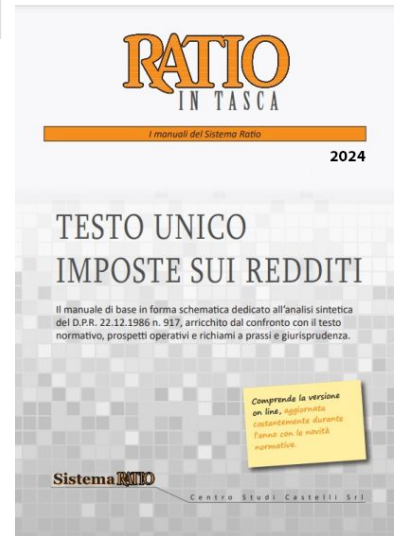 RATIO
IN TASCA
I manuali del Sistema Ratio
2024
TESTO UNICO
IMPOSTE SUI REDDITI
Il manuale di base in forma schematica dedicato all'analisi sintetica
del D.P.R. 22.12.1986 n. 917, arricchito dal confronto con il testo
normativo, prospetti operativi e richiami a prassi e giurisprudenza.
Comprende la versione
on line, aggiornata
costantemente durante
l'anno con le novità
normative.
Sistema RATIO
Centro Studi Castelli Srl